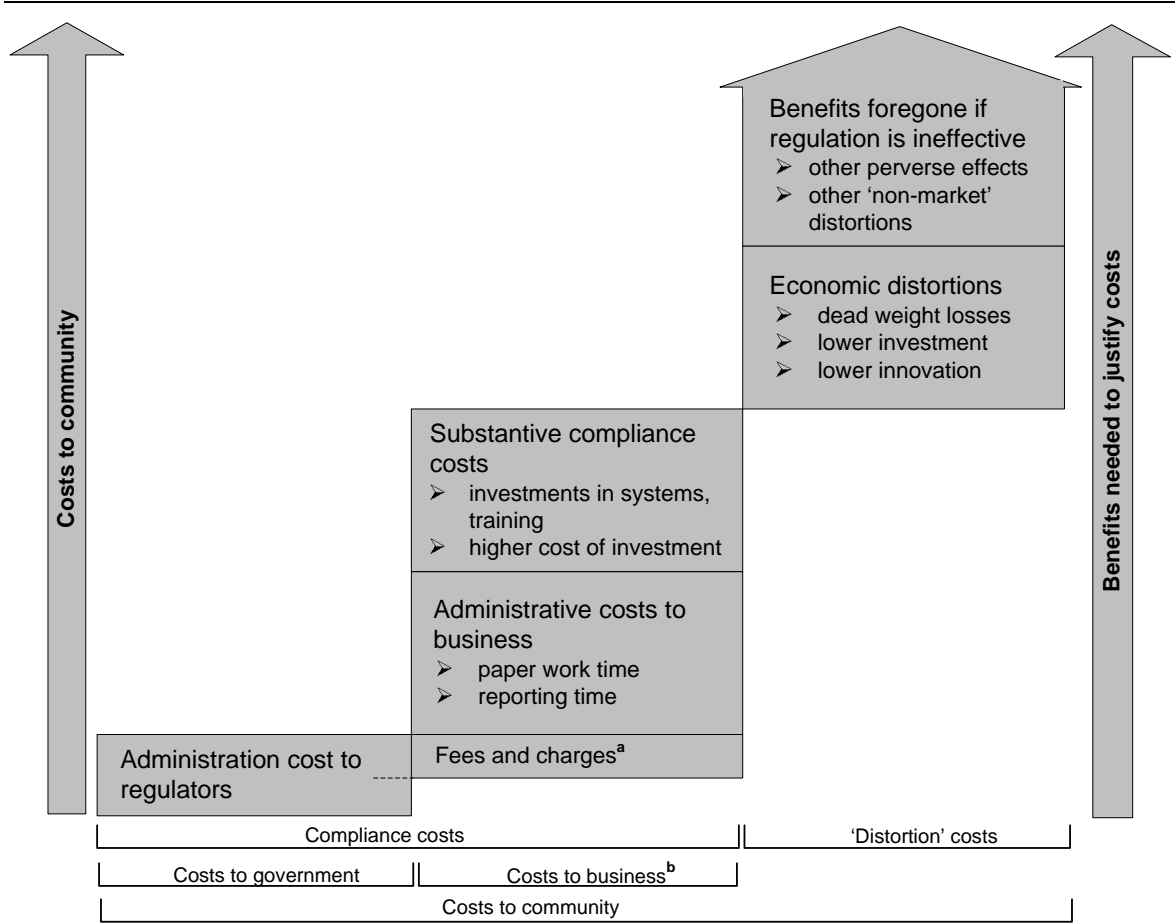 Costs to community
Benefits foregone if
regulation is ineffective
➢ other perverse effects
➢ other ‘non-market’
distortions
Economic distortions
➢ dead weight losses
➢ lower investment
➢ lower innovation
Substantive compliance
costs
➢ investments in systems,
training
➢ higher cost of investment
Administrative costs to
business
➢ paper work time
➢ reporting time
Fees and charges^a
Administration cost to
regulators
Benefits needed to justify costs
Compliance costs
‘Distortion’ costs
Costs to government
Costs to business^b
Costs to community